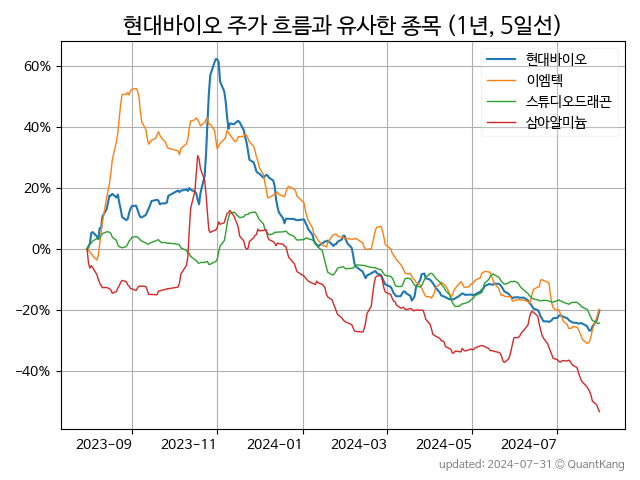 현대바이오 주가 흐름과 유사한 종목 (1년, 5일선)
현대바이오
이엠텍
스튜디오드래곤
삼아알미늄
60%
40%
20%
0%
−20%
−40%
2023-09 2023-11 2024-01 2024-03 2024-05 2024-07
updated: 2024-07-31 © QuantKang